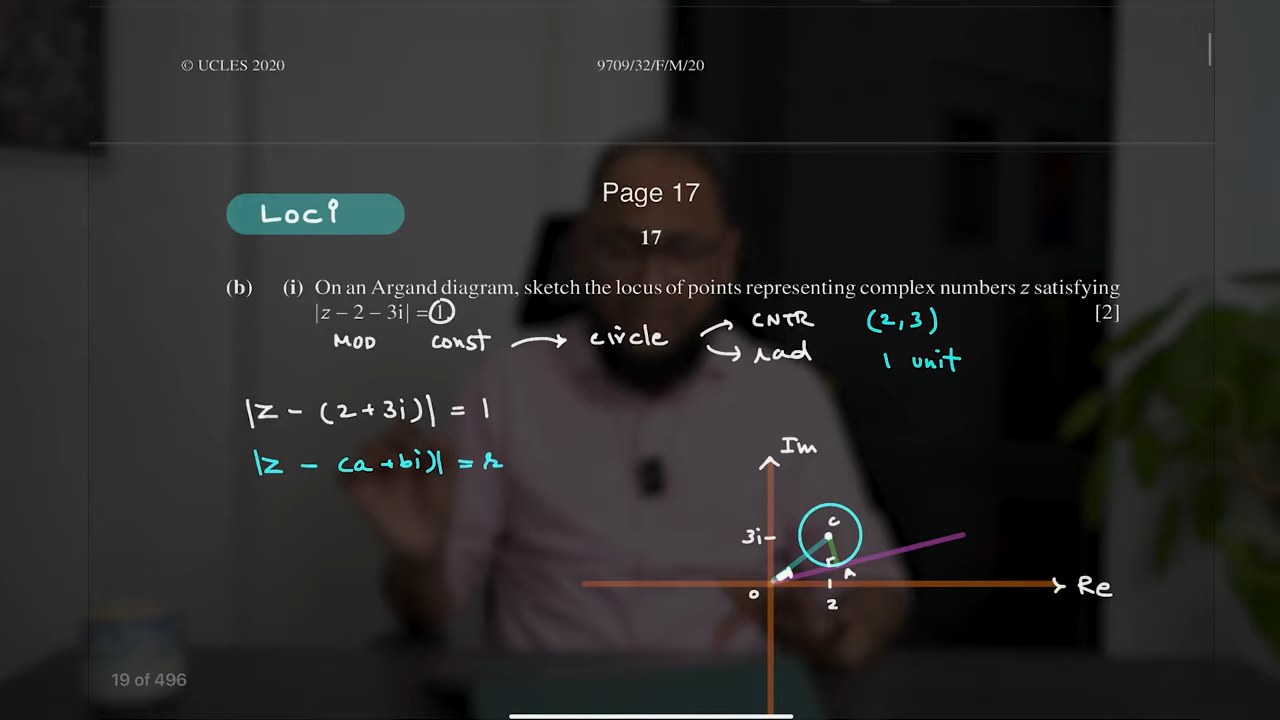 © UCLES 2020 9709/32/F/M/20
Loci
Page 17
17
(b) (i) On an Argand diagram, sketch the locus of points representing complex numbers z satisfying
|z − 2 − 3i| = 1 [2]
MOD const → circle → CNTR (2,3)
→ rad 1 unit
|z − (2+3i)| = 1
|z − (a+bi)| = r
Im
C
3i
A
O
2
Re
19 of 496